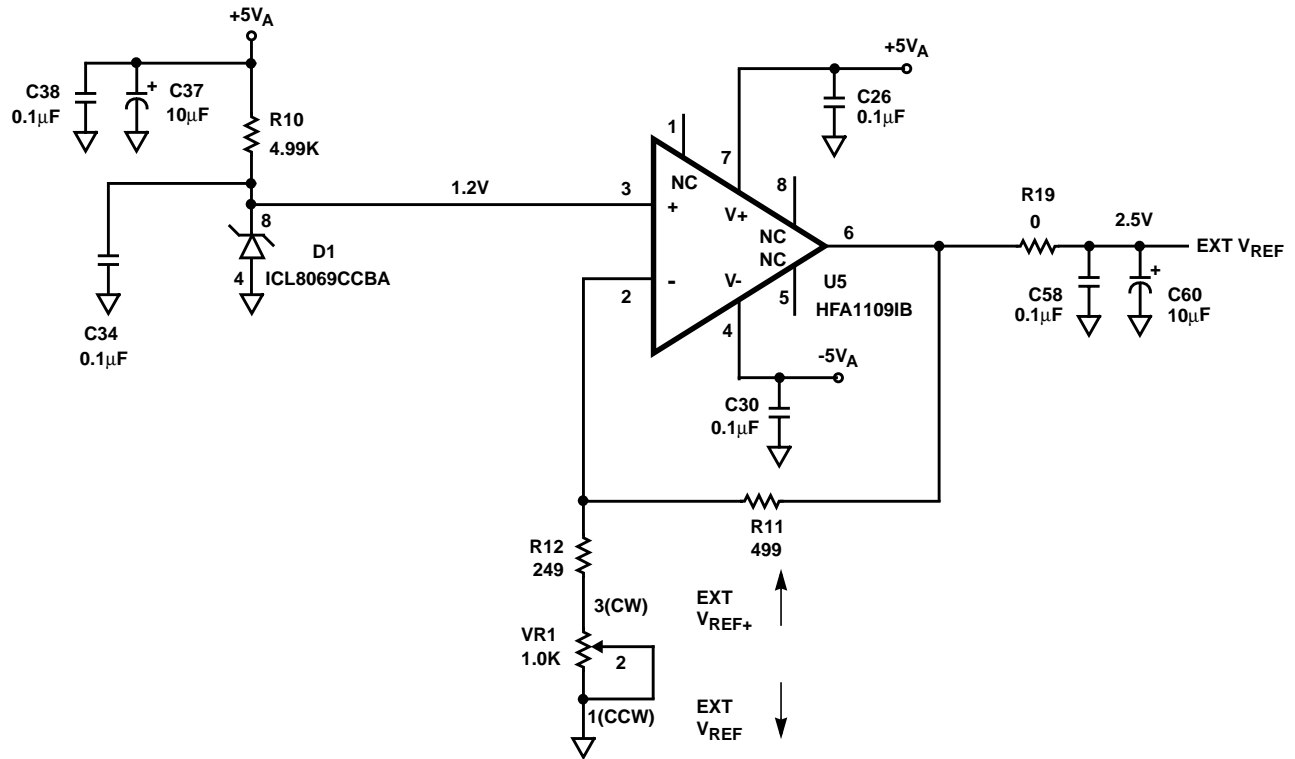 +5VA
C38
0.1µF
+
C37
10µF
R10
4.99K
C34
0.1µF
8
4
D1
ICL8069CCBA
1.2V
3
+
2
-
1
NC
7
V+
8
NC
NC
5
V-
4
6
U5
HFA1109IB
+5VA
C26
0.1µF
-5VA
C30
0.1µF
R19
0
2.5V
EXT VREF
C58
0.1µF
+
C60
10µF
R11
499
R12
249
3(CW)
VR1
1.0K
2
1(CCW)
EXT
VREF+
EXT
VREF